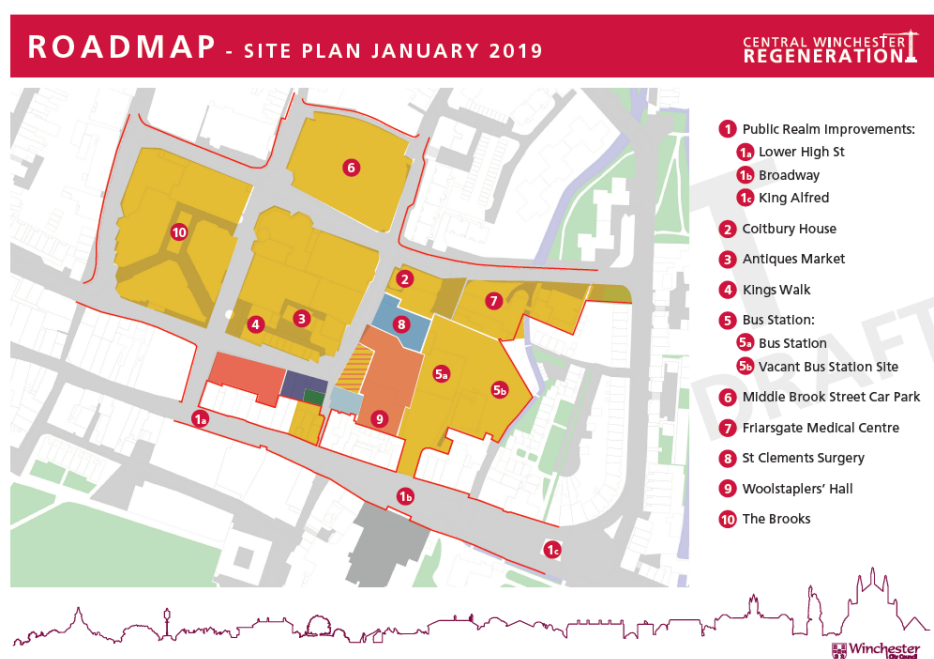 ROADMAP - SITE PLAN JANUARY 2019
CENTRAL WINCHESTER
REGENERATION
1 Public Realm Improvements:
1a Lower High St
1b Broadway
1c King Alfred
2 Coitbury House
3 Antiques Market
4 Kings Walk
5 Bus Station:
5a Bus Station
5b Vacant Bus Station Site
6 Middle Brook Street Car Park
7 Friarsgate Medical Centre
8 St Clements Surgery
9 Woolstaplers' Hall
10 The Brooks
6
10
2
7
3
4
8
5a
5b
9
1a
1b
1c
DRAFT
Winchester
City Council